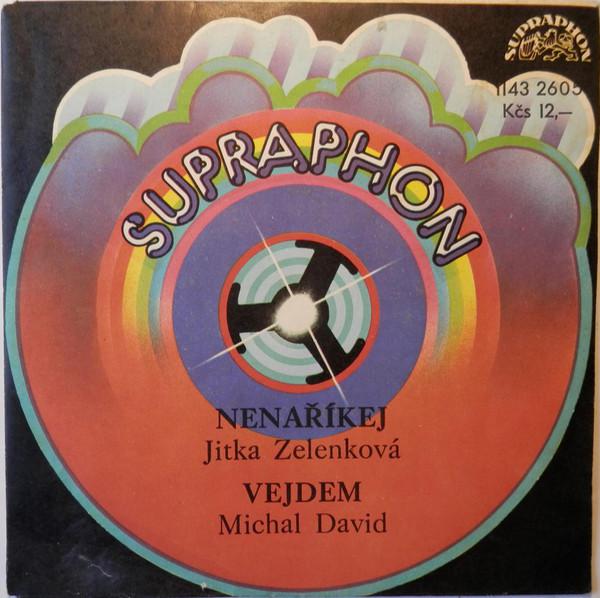 SUPRAPHON
1143 2605
Kčs 12,–
SUPRAPHON
NENAŘÍKEJ
Jitka Zelenková
VEJDEM
Michal David